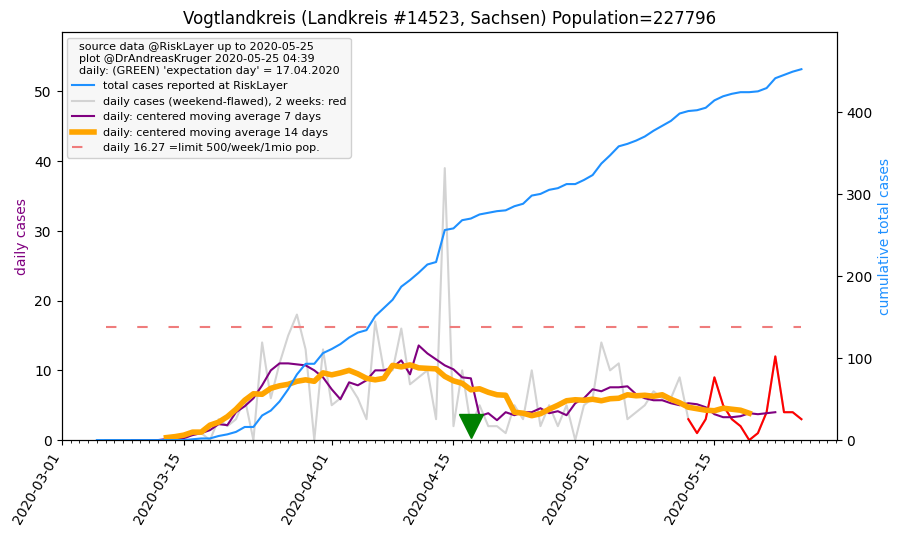 Vogtlandkreis (Landkreis #14523, Sachsen) Population=227796
source data @RiskLayer up to 2020-05-25
plot @DrAndreasKruger 2020-05-25 04:39
daily: (GREEN) 'expectation day' = 17.04.2020
total cases reported at RiskLayer
daily cases (weekend-flawed), 2 weeks: red
daily: centered moving average 7 days
daily: centered moving average 14 days
daily 16.27 =limit 500/week/1mio pop.
daily cases
50
40
30
20
10
0
cumulative total cases
400
300
200
100
0
2020-03-01
2020-03-15
2020-04-01
2020-04-15
2020-05-01
2020-05-15